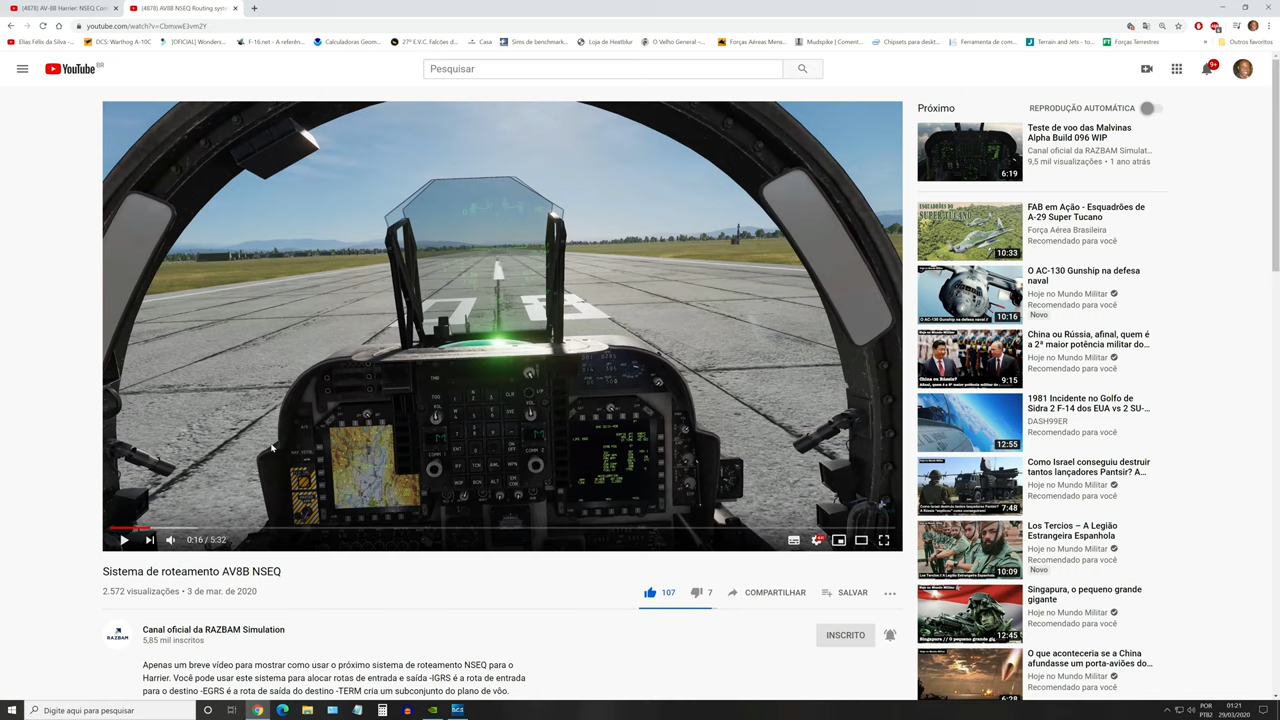 (4878) AV-8B Harrier: NSEQ Con
(4878) AV8B NSEQ Routing syste
youtube.com/watch?v=CbmxwE3vm2Y
Elias Félix da Silva -...
DCS: Warthog A-10C
[OFICIAL] Wonders...
F-16.net - A referên...
Calculadoras Geom...
27º E.V.C. Falcões d...
Casa
Sims de benchmark...
Loja de Heatblur
O Velho General –...
Forças Aéreas Mens...
Mudspike | Coment...
Chipsets para deskt...
Ferramenta de com...
Terrain and Jets - to...
Forças Terrestres
»
Outros favoritos
YouTube BR
Pesquisar
9+
Próximo
REPRODUÇÃO AUTOMÁTICA
Teste de voo das Malvinas
Alpha Build 096 WIP
Canal oficial da RAZBAM Simulat...
9,5 mil visualizações • 1 ano atrás
6:19
ESQUADRÕES DO
SUPER TUCANO
10:33
FAB em Ação - Esquadrões de
A-29 Super Tucano
Força Aérea Brasileira
Recomendado para você
O AC-130 Gunship na defesa
naval
Hoje no Mundo Militar
Recomendado para você
Novo
10:16
China ou Rússia, afinal, quem é
a 2ª maior potência militar do...
Hoje no Mundo Militar
Recomendado para você
9:15
1981 Incidente no Golfo de
Sidra 2 F-14 dos EUA vs 2 SU-...
DASH99ER
Recomendado para você
12:55
Como Israel conseguiu destruir
tantos lançadores Pantsir? A...
Hoje no Mundo Militar
Recomendado para você
7:48
Los Tercios – A Legião
Estrangeira Espanhola
Hoje no Mundo Militar
Recomendado para você
Novo
10:09
Singapura, o pequeno grande
gigante
Hoje no Mundo Militar
Recomendado para você
12:45
O que aconteceria se a China
afundasse um porta-aviões do...
Hoje no Mundo Militar
Recomendado para você
6:28
0:16 / 5:32
Sistema de roteamento AV8B NSEQ
2.572 visualizações • 3 de mar. de 2020
107
7
COMPARTILHAR
SALVAR
RAZBAM
Canal oficial da RAZBAM Simulation
5,85 mil inscritos
INSCRITO
Apenas um breve vídeo para mostrar como usar o próximo sistema de roteamento NSEQ para o
Harrier. Você pode usar este sistema para alocar rotas de entrada e saída -IGRS é a rota de entrada
para o destino -EGRS é a rota de saída do destino -TERM cria um subconjunto do plano de vôo.
Digite aqui para pesquisar
POR
PTB2
01:21
29/03/2020